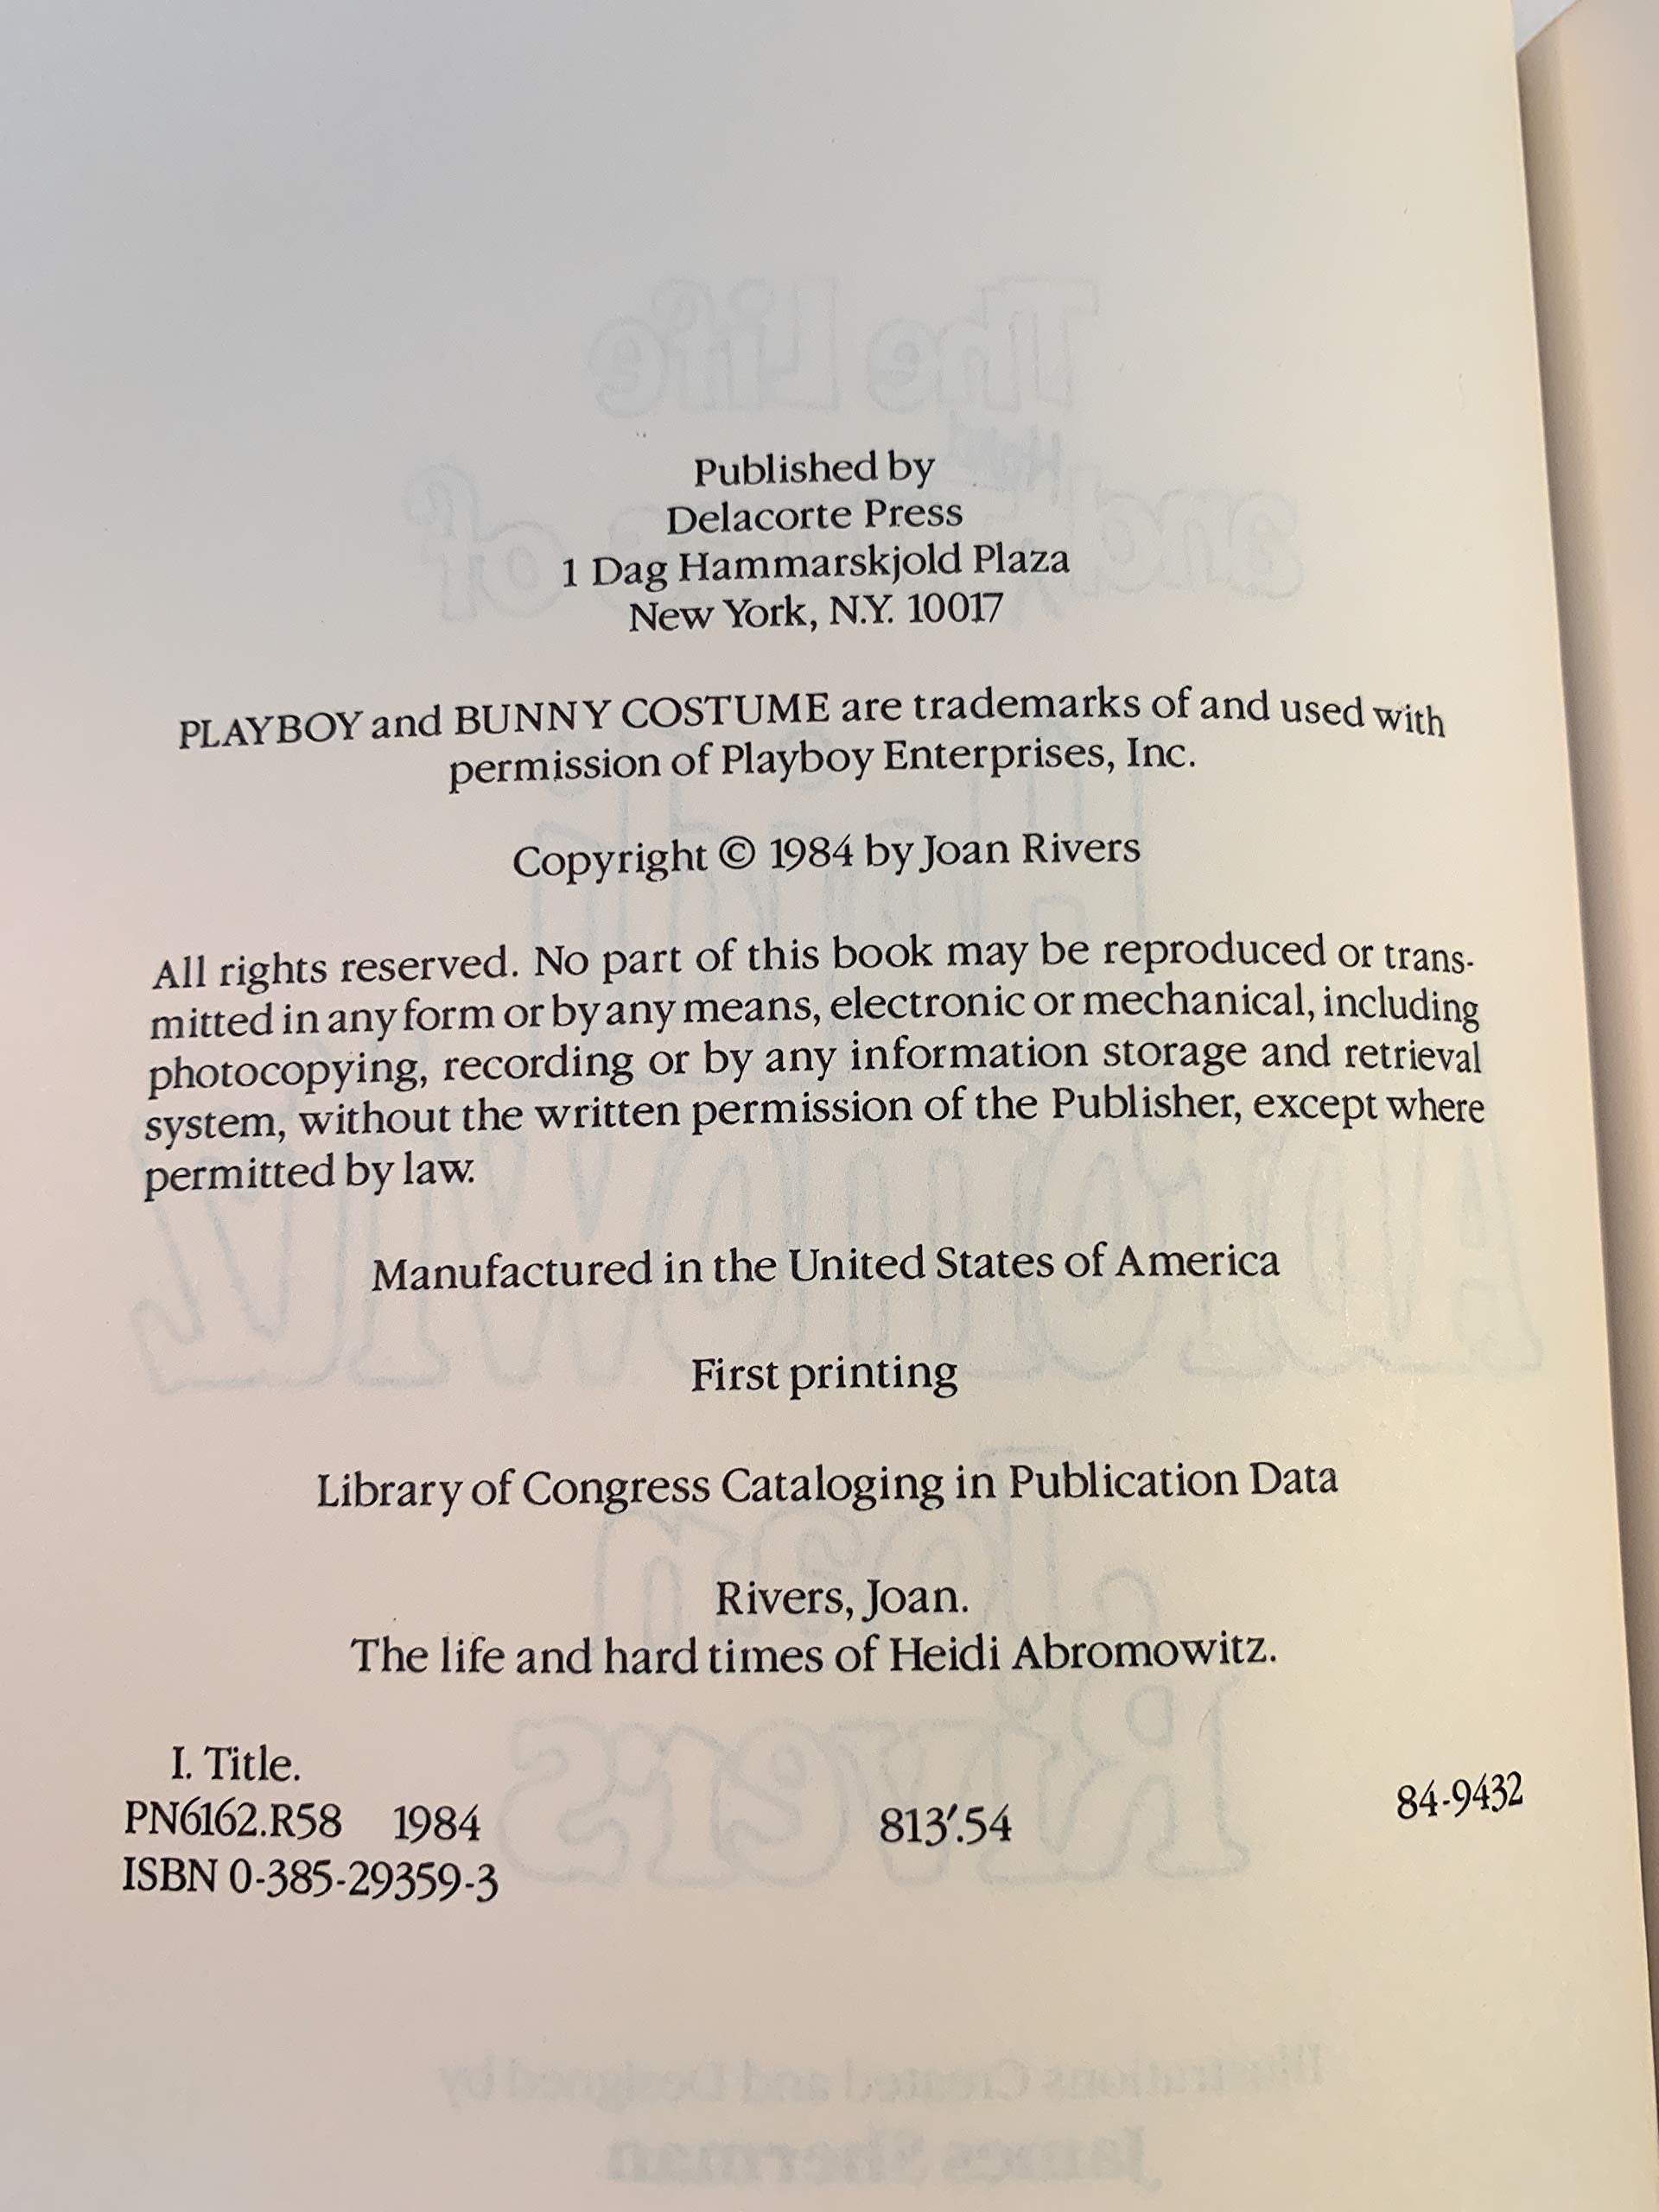 Published by
Delacorte Press
1 Dag Hammarskjold Plaza
New York, N.Y. 10017
PLAYBOY and BUNNY COSTUME are trademarks of and used with
permission of Playboy Enterprises, Inc.
Copyright © 1984 by Joan Rivers
All rights reserved. No part of this book may be reproduced or trans-
mitted in any form or by any means, electronic or mechanical, including
photocopying, recording or by any information storage and retrieval
system, without the written permission of the Publisher, except where
permitted by law.
Manufactured in the United States of America
First printing
Library of Congress Cataloging in Publication Data
Rivers, Joan.
The life and hard times of Heidi Abromowitz.
I. Title.
PN6162.R58 1984 813′.54 84-9432
ISBN 0-385-29359-3